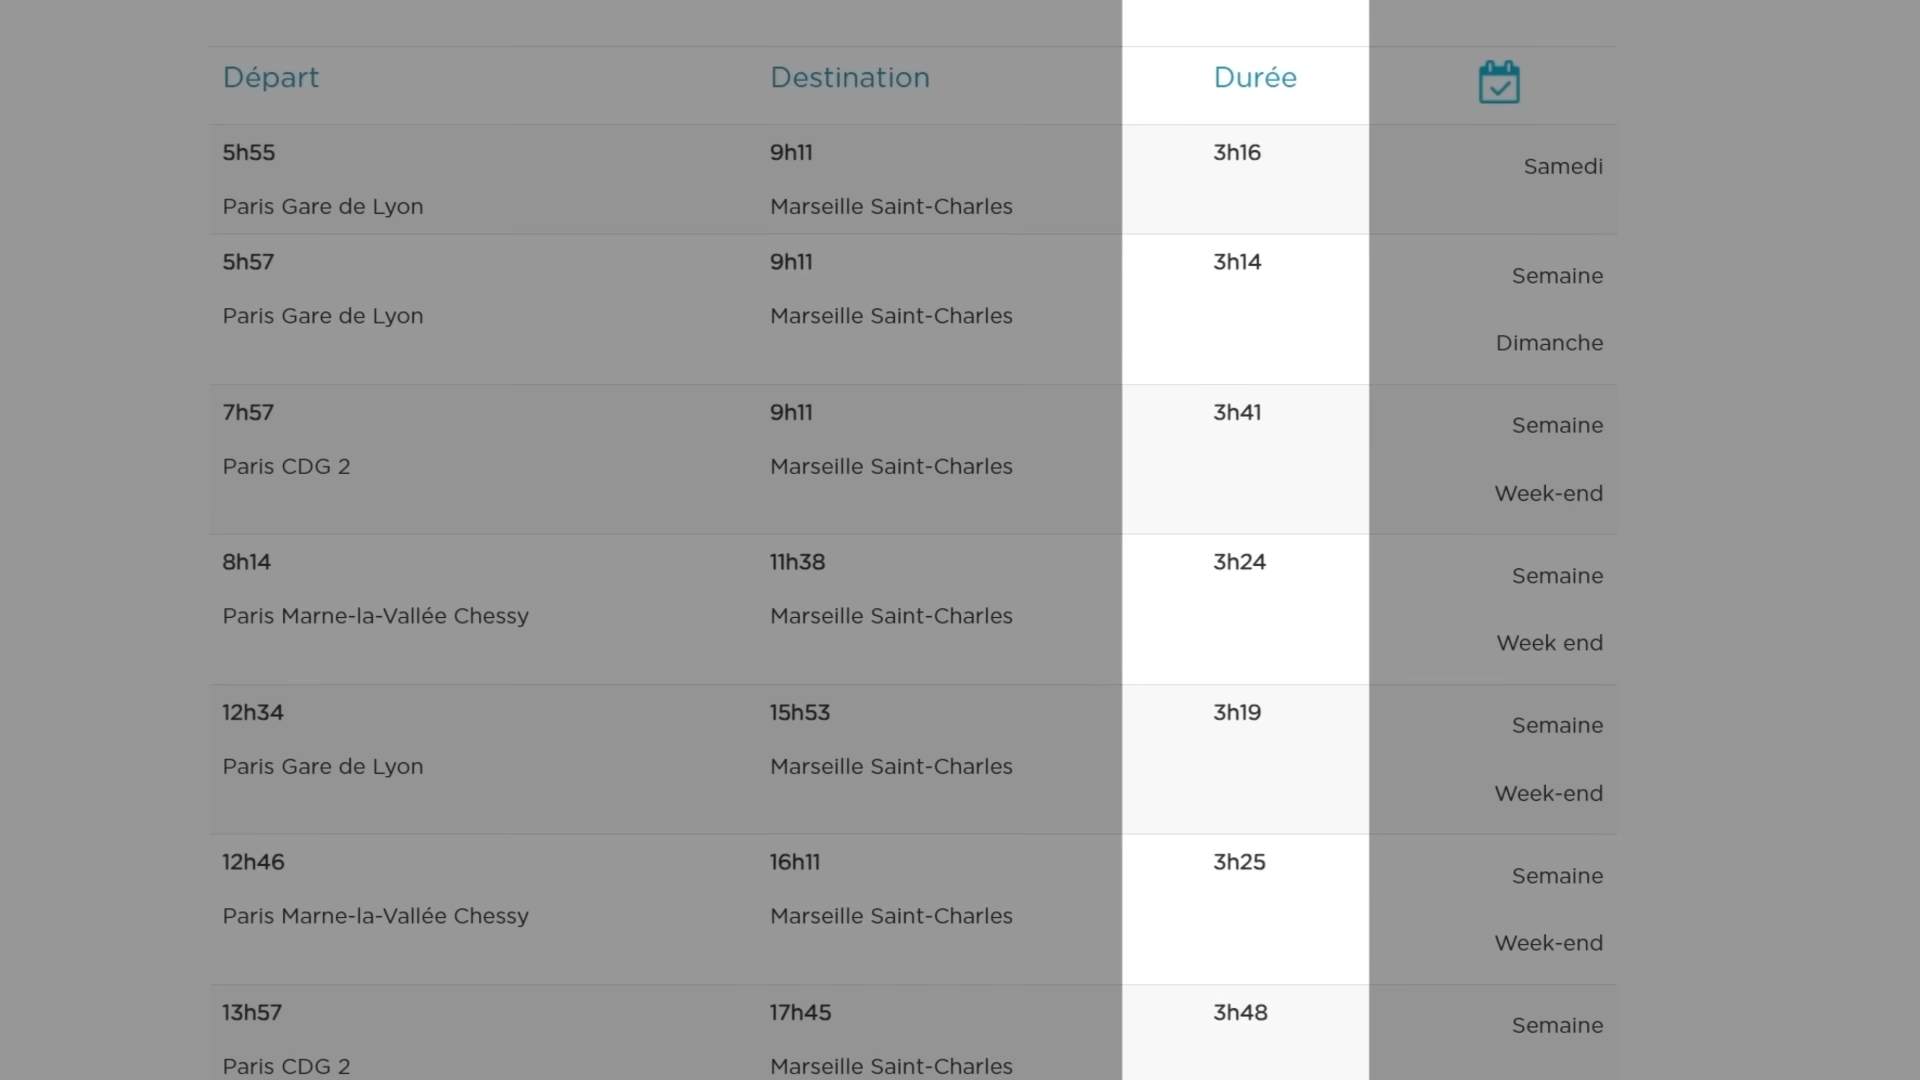 Départ Destination Durée
5h55 9h11 3h16 Samedi
Paris Gare de Lyon Marseille Saint-Charles
5h57 9h11 3h14 Semaine
Paris Gare de Lyon Marseille Saint-Charles
Dimanche
7h57 9h11 3h41 Semaine
Paris CDG 2 Marseille Saint-Charles
Week-end
8h14 11h38 3h24 Semaine
Paris Marne-la-Vallée Chessy Marseille Saint-Charles
Week end
12h34 15h53 3h19 Semaine
Paris Gare de Lyon Marseille Saint-Charles
Week-end
12h46 16h11 3h25 Semaine
Paris Marne-la-Vallée Chessy Marseille Saint-Charles
Week-end
13h57 17h45 3h48 Semaine
Paris CDG 2 Marseille Saint-Charles